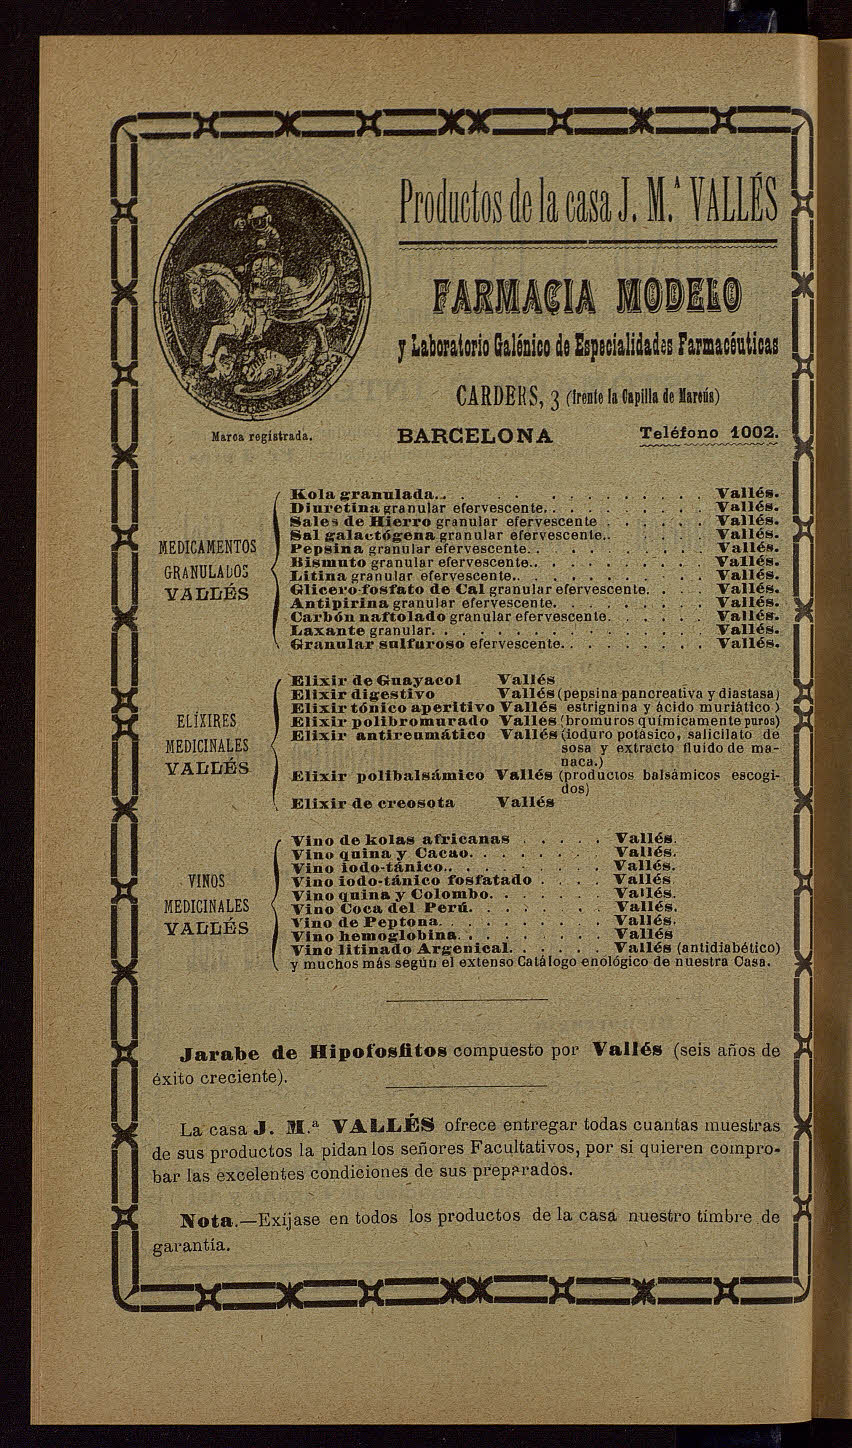 Productos de la casa J. M.ª VALLÉS
FARMACIA MODELO
y Laboratorio Galénico de Especialidades Farmacéuticas
CARDERS, 3 (frente la Capilla de Marcús)
Marca registrada.
BARCELONA Teléfono 1002.
MEDICAMENTOS
GRANULADOS
VALLÉS
Kola granulada. . . . . . . . . . . . Vallés.
Diuretina granular efervescente. . . . . . . . . . Vallés.
Sales de Hierro granular efervescente . . . . . . Vallés.
Sal galactógena granular efervescente. . . . . . Vallés.
Pepsina granular efervescente. . . . . . . . . . Vallés.
Bismuto granular efervescente. . . . . . . . . . Vallés.
Litina granular efervescente. . . . . . . . . . Vallés.
Glicero-fosfato de Cal granular efervescente. . . . Vallés.
Antipirina granular efervescente. . . . . . . . . Vallés.
Carbón naftolado granular efervescente. . . . . . Vallés.
Laxante granular. . . . . . . . . . . . . . Vallés.
Granular sulfuroso efervescente. . . . . . . . . Vallés.
ELÍXIRES
MEDICINALES
VALLÉS
Elixir de Guayacol Vallés
Elixir digestivo Vallés (pepsina pancreativa y diastasa)
Elixir tónico aperitivo Vallés estrignina y ácido muriático)
Elixir polibromurado Valles (bromuros químicamente puros)
Elixir antireumático Vallés (ioduro potásico, salicilato de
sosa y extracto fluido de ma-
naca.)
Elixir polibalsámico Vallés (productos balsámicos escogi-
dos)
Elixir de creosota Vallés
VINOS
MEDICINALES
VALLÉS
Vino de kolas africanas . . . . . Vallés.
Vino quina y Cacao. . . . . . . . Vallés.
Vino iodo-tánico. . . . . . . . . Vallés.
Vino iodo-tánico fosfatado . . . . Vallés
Vino quina y Colombo. . . . . . . Vallés.
Vino Coca del Perú. . . . . . . . Vallés.
Vino de Peptona. . . . . . . . . Vallés.
Vino hemoglobina. . . . . . . . . Vallés
Vino litinado Argenical. . . . . . Vallés (antidiabético)
y muchos más según el extenso Catálogo enológico de nuestra Casa.
Jarabe de Hipofosfitos compuesto por Vallés (seis años de
éxito creciente).
La casa J. M.ª VALLÉS ofrece entregar todas cuantas muestras
de sus productos la pidan los señores Facultativos, por si quieren compro-
bar las excelentes condiciones de sus preparados.
Nota.—Exíjase en todos los productos de la casa nuestro timbre de
garantía.